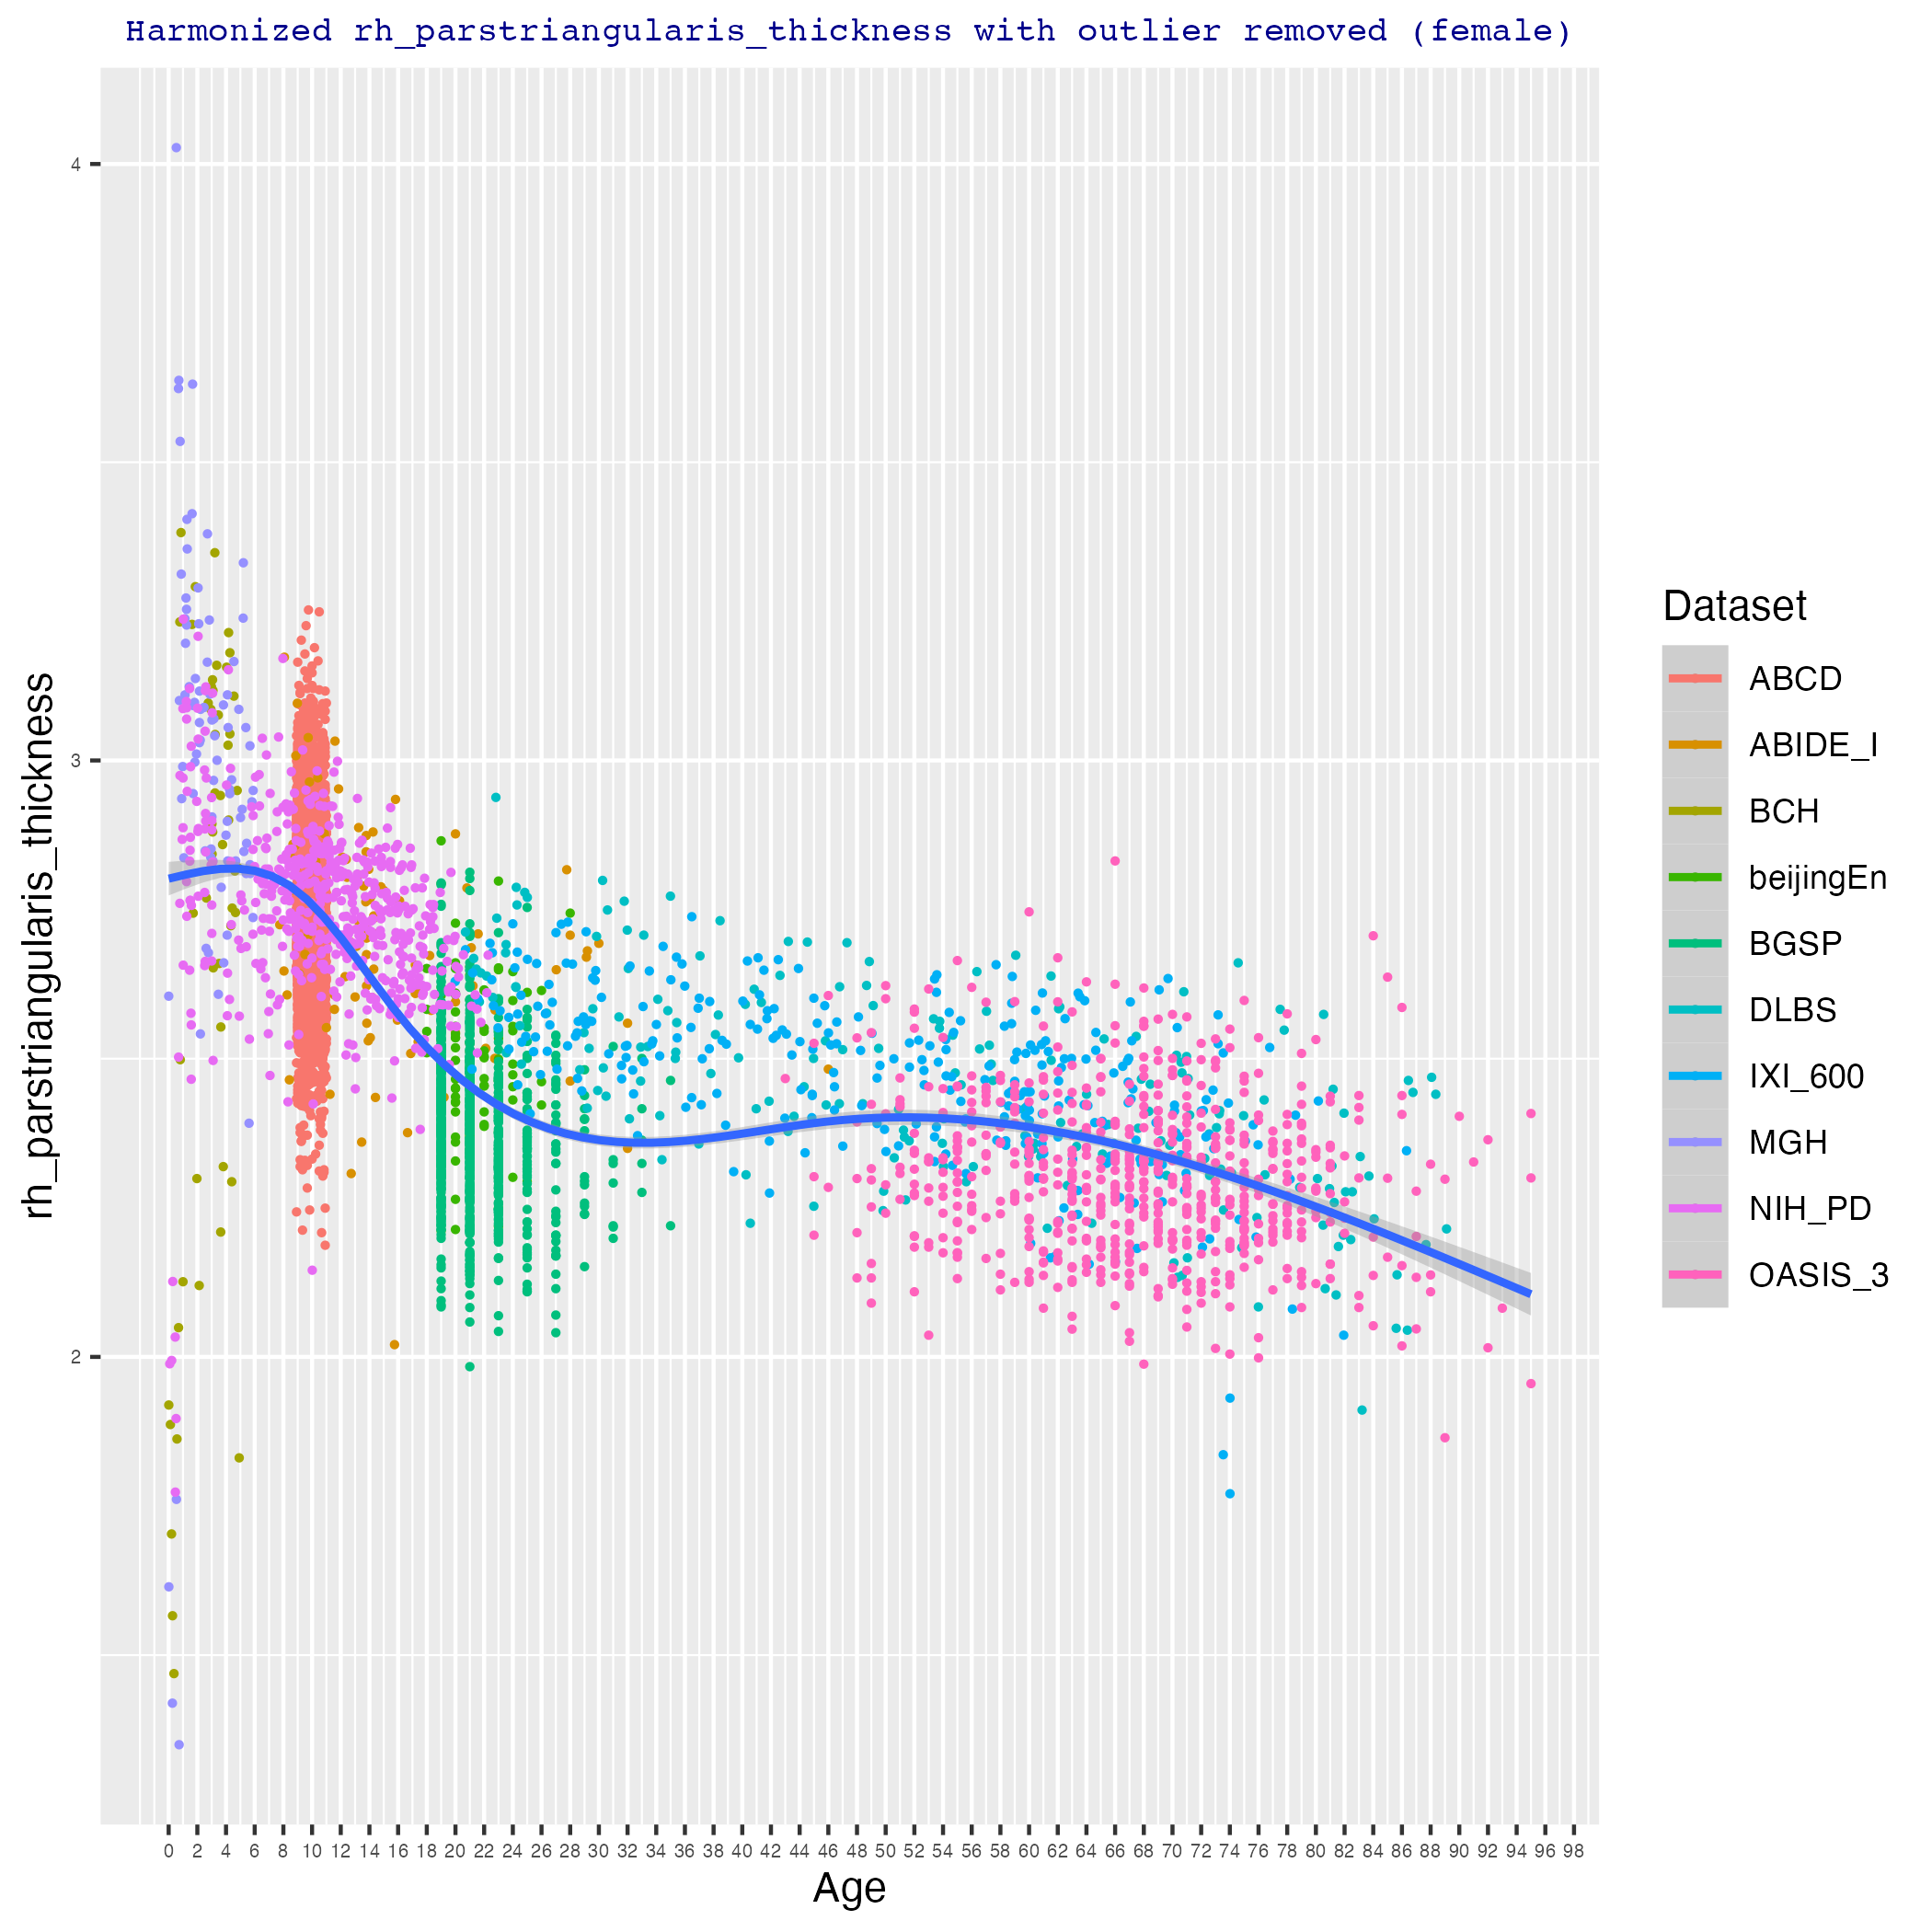 Harmonized rh_parstriangularis_thickness with outlier removed (female)
4
3
2
rh_parstriangularis_thickness
0 2 4 6 8 10 12 14 16 18 20 22 24 26 28 30 32 34 36 38 40 42 44 46 48 50 52 54 56 58 60 62 64 66 68 70 72 74 76 78 80 82 84 86 88 90 92 94 96 98
Age
Dataset
ABCD
ABIDE_I
BCH
beijingEn
BGSP
DLBS
IXI_600
MGH
NIH_PD
OASIS_3